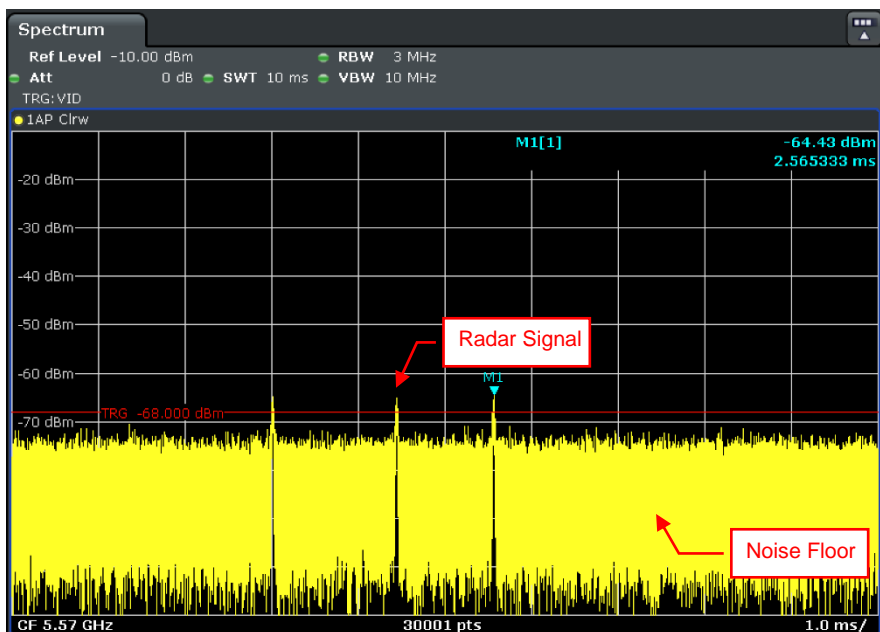 Spectrum
Ref Level -10.00 dBm RBW 3 MHz
Att 0 dB SWT 10 ms VBW 10 MHz
TRG:VID
1AP Clrw
M1[1] -64.43 dBm
2.565333 ms
-20 dBm
-30 dBm
-40 dBm
-50 dBm
Radar Signal
-60 dBm
M1
TRG -68.000 dBm
-70 dBm
Noise Floor
CF 5.57 GHz 30001 pts 1.0 ms/